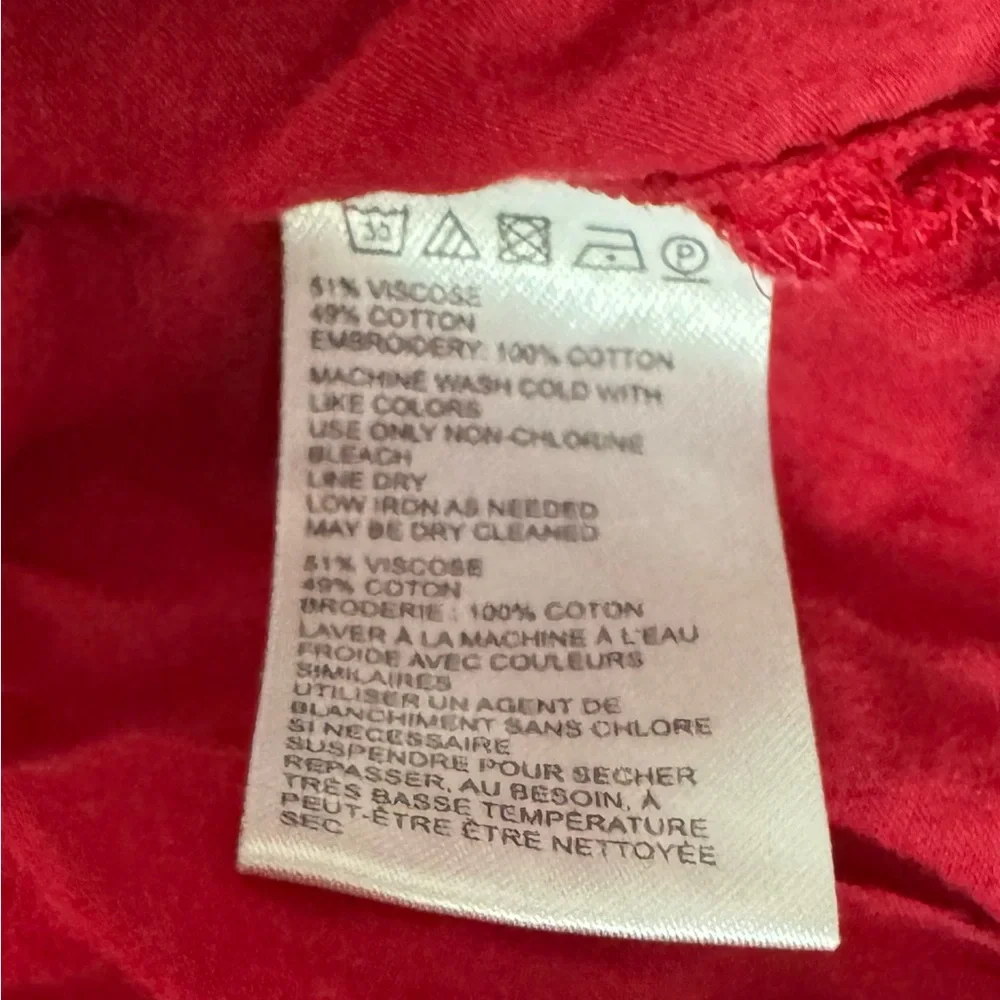 30 P
51% VISCOSE
49% COTTON
EMBROIDERY: 100% COTTON
MACHINE WASH COLD WITH
LIKE COLORS
USE ONLY NON-CHLORINE
BLEACH
LINE DRY
LOW IRON AS NEEDED
MAY BE DRY CLEANED
51% VISCOSE
49% COTON
BRODERIE : 100% COTON
LAVER À LA MACHINE À L'EAU
FROIDE AVEC COULEURS
SIMILAIRES
UTILISER UN AGENT DE
BLANCHIMENT SANS CHLORE
SI NECESSAIRE
SUSPENDRE POUR SECHER
REPASSER, AU BESOIN, À
TRÈS BASSE TEMPÉRATURE
PEUT-ÊTRE ÊTRE NETTOYÉE
SEC